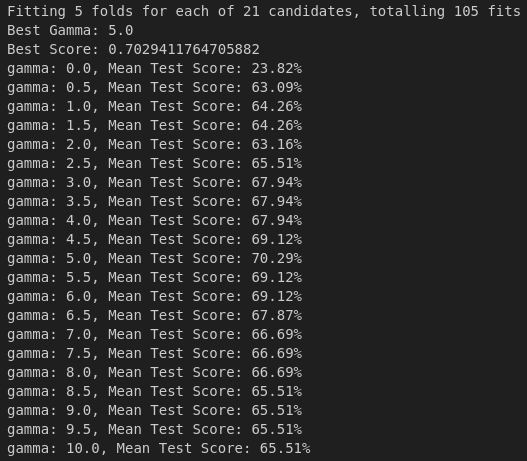 Fitting 5 folds for each of 21 candidates, totalling 105 fits
Best Gamma: 5.0
Best Score: 0.7029411764705882
gamma: 0.0, Mean Test Score: 23.82%
gamma: 0.5, Mean Test Score: 63.09%
gamma: 1.0, Mean Test Score: 64.26%
gamma: 1.5, Mean Test Score: 64.26%
gamma: 2.0, Mean Test Score: 63.16%
gamma: 2.5, Mean Test Score: 65.51%
gamma: 3.0, Mean Test Score: 67.94%
gamma: 3.5, Mean Test Score: 67.94%
gamma: 4.0, Mean Test Score: 67.94%
gamma: 4.5, Mean Test Score: 69.12%
gamma: 5.0, Mean Test Score: 70.29%
gamma: 5.5, Mean Test Score: 69.12%
gamma: 6.0, Mean Test Score: 69.12%
gamma: 6.5, Mean Test Score: 67.87%
gamma: 7.0, Mean Test Score: 66.69%
gamma: 7.5, Mean Test Score: 66.69%
gamma: 8.0, Mean Test Score: 66.69%
gamma: 8.5, Mean Test Score: 65.51%
gamma: 9.0, Mean Test Score: 65.51%
gamma: 9.5, Mean Test Score: 65.51%
gamma: 10.0, Mean Test Score: 65.51%